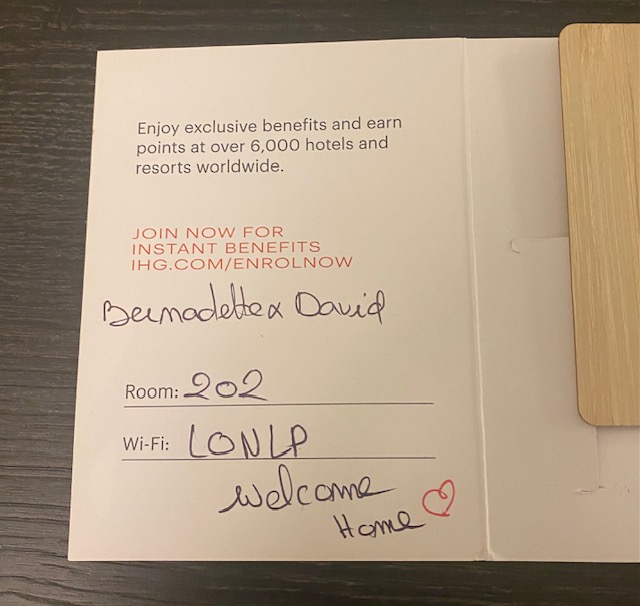 Enjoy exclusive benefits and earn
points at over 6,000 hotels and
resorts worldwide.
JOIN NOW FOR
INSTANT BENEFITS
IHG.COM/ENROLNOW
Bernadette & David
Room: 202
Wi-Fi: LONLP
welcome
Home